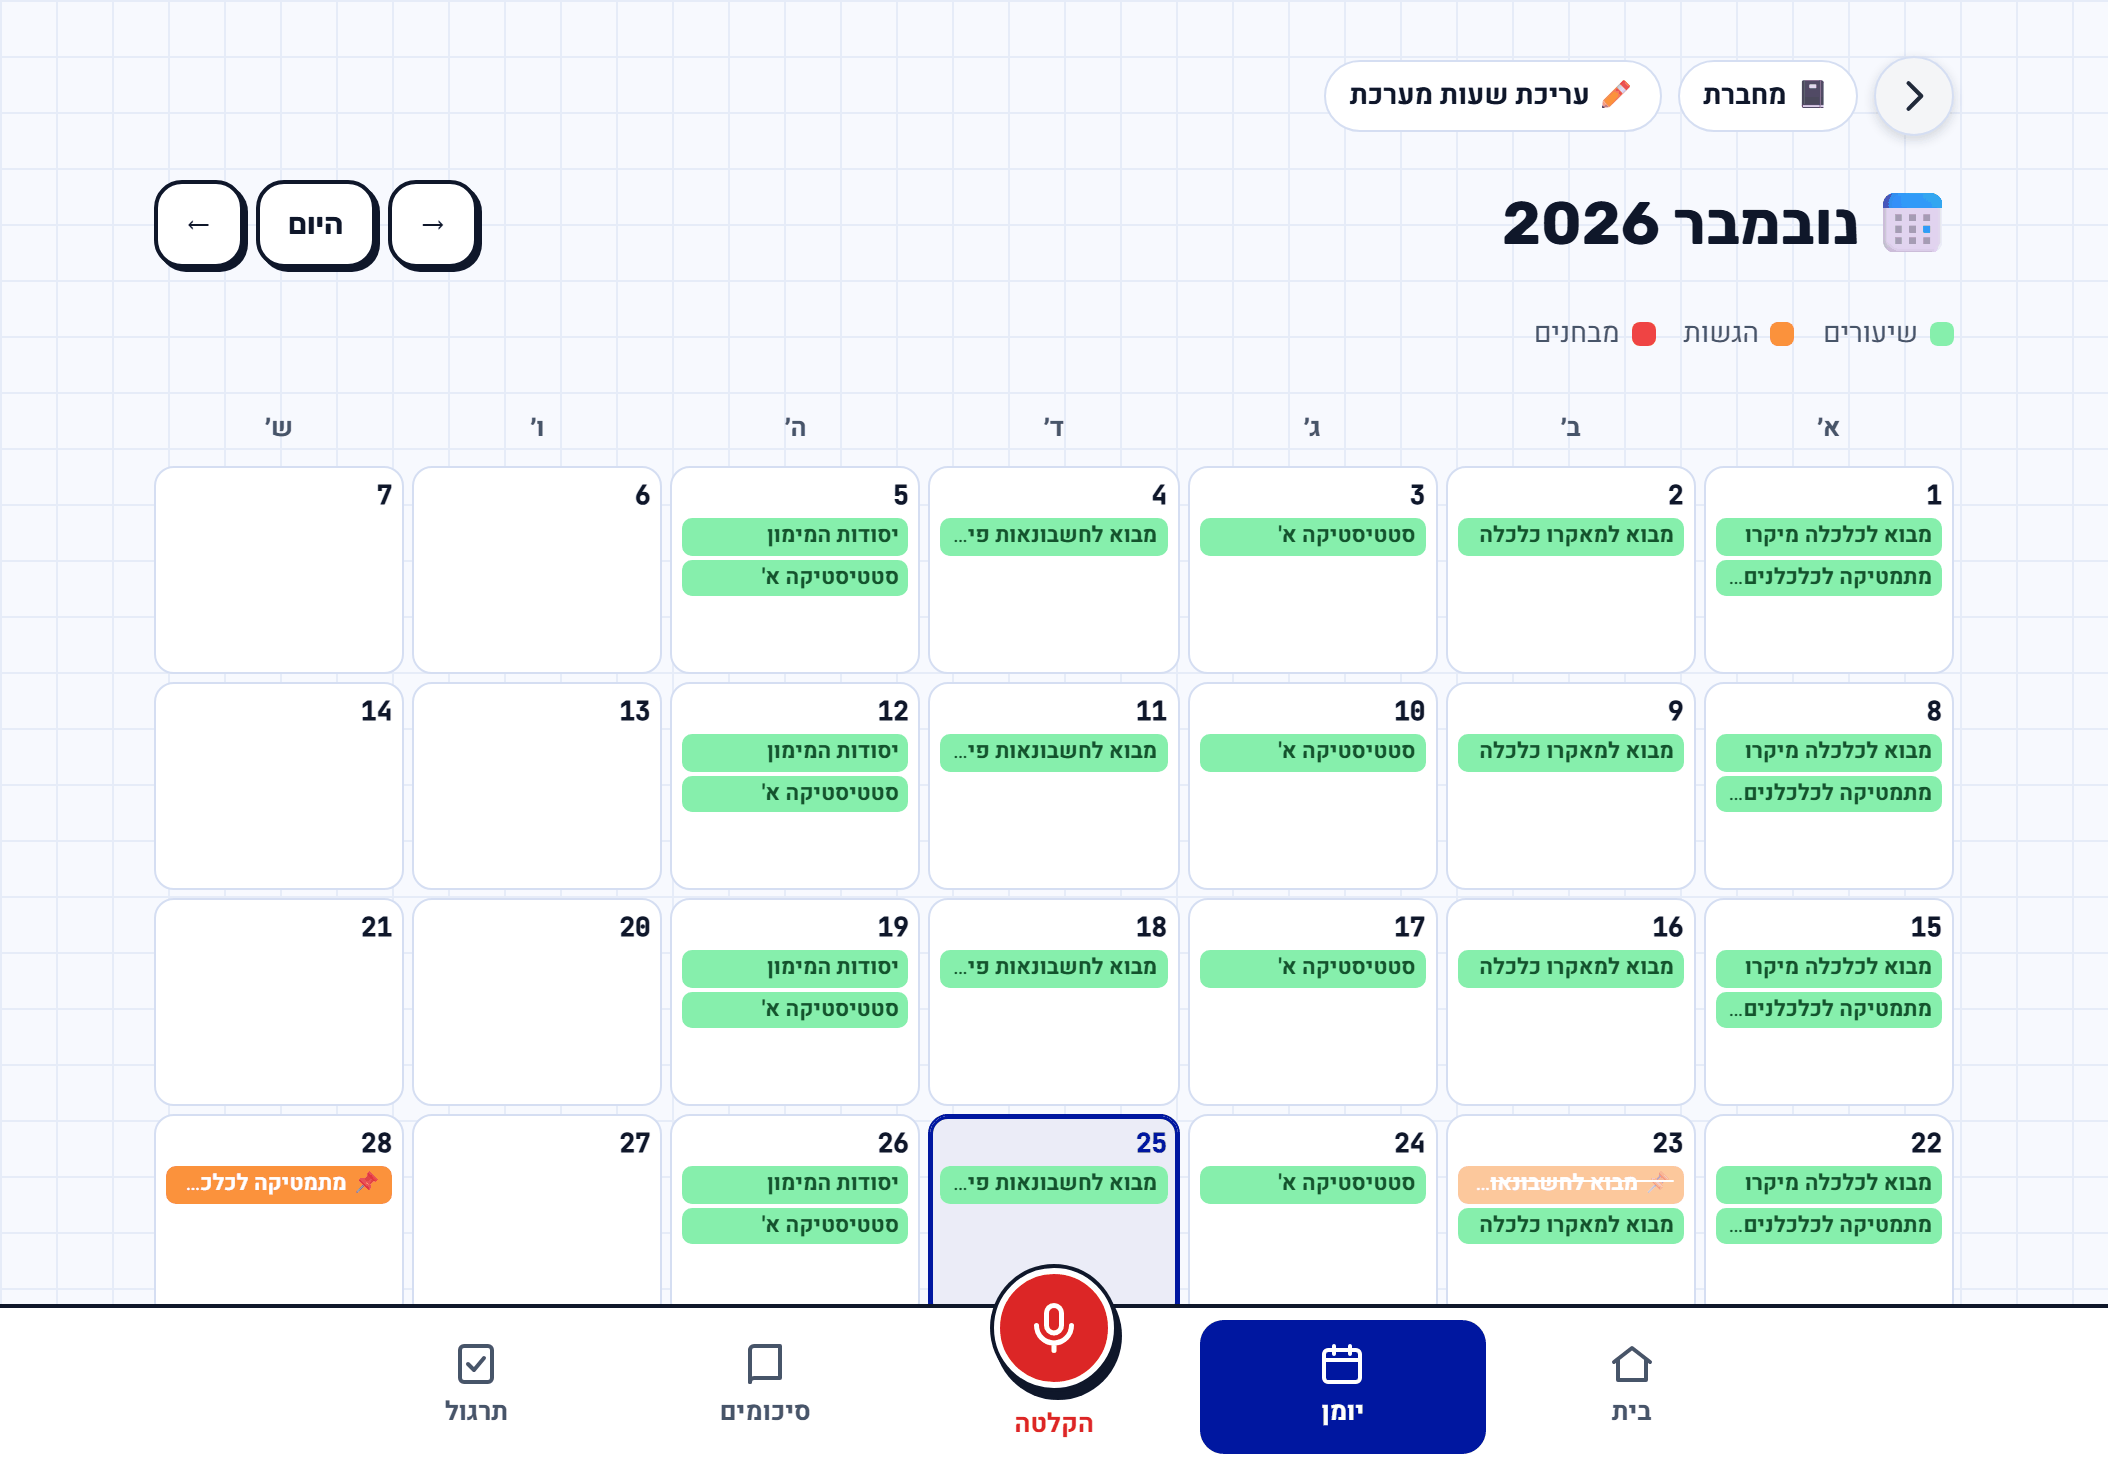 מחברת
עריכת שעות מערכת
נובמבר 2026
→ היום ←
שיעורים הגשות מבחנים
א׳ ב׳ ג׳ ד׳ ה׳ ו׳ ש׳
1
מבוא לכלכלה מיקרו
מתמטיקה לכלכלנים...
2
מבוא למאקרו כלכלה
3
סטטיסטיקה א'
4
מבוא לחשבונאות פי...
5
יסודות המימון
סטטיסטיקה א'
6
7
8
מבוא לכלכלה מיקרו
מתמטיקה לכלכלנים...
9
מבוא למאקרו כלכלה
10
סטטיסטיקה א'
11
מבוא לחשבונאות פי...
12
יסודות המימון
סטטיסטיקה א'
13
14
15
מבוא לכלכלה מיקרו
מתמטיקה לכלכלנים...
16
מבוא למאקרו כלכלה
17
סטטיסטיקה א'
18
מבוא לחשבונאות פי...
19
יסודות המימון
סטטיסטיקה א'
20
21
22
מבוא לכלכלה מיקרו
מתמטיקה לכלכלנים...
23
מבוא לחשבונאו...
מבוא למאקרו כלכלה
24
סטטיסטיקה א'
25
מבוא לחשבונאות פי...
26
יסודות המימון
סטטיסטיקה א'
27
28
מתמטיקה לכלכ...
בית
יומן
הקלטה
סיכומים
תרגול